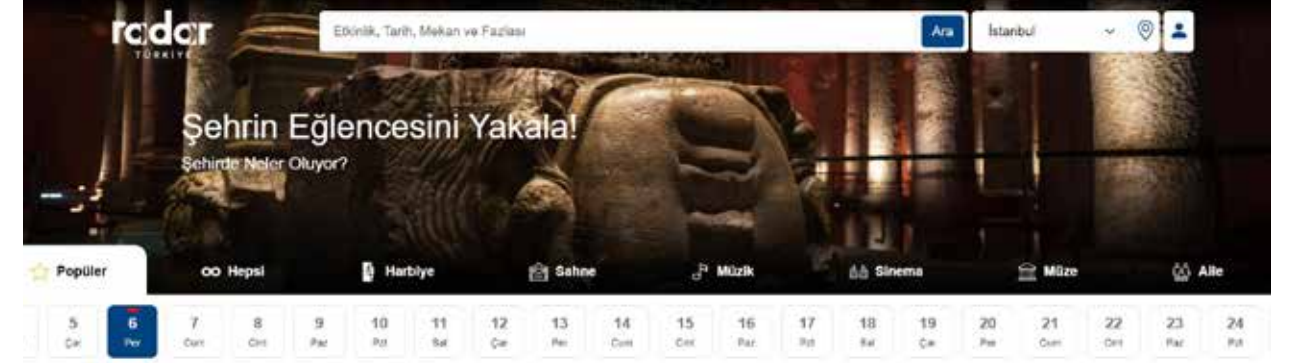 radar
TÜRKİYE
Etkinlik, Tarih, Mekan ve Fazlası
Ara
İstanbul
Şehrin Eğlencesini Yakala!
Şehirde Neler Oluyor?
Popüler
Hepsi
Harbiye
Sahne
Müzik
Sinema
Müze
Aile
5 6 7 8 9 10 11 12 13 14 15 16 17 18 19 20 21 22 23 24
Çar Per Cum Cmt Paz Pzt Sal Çar Per Cum Cmt Paz Pzt Sal Çar Per Cum Cmt Paz Pzt